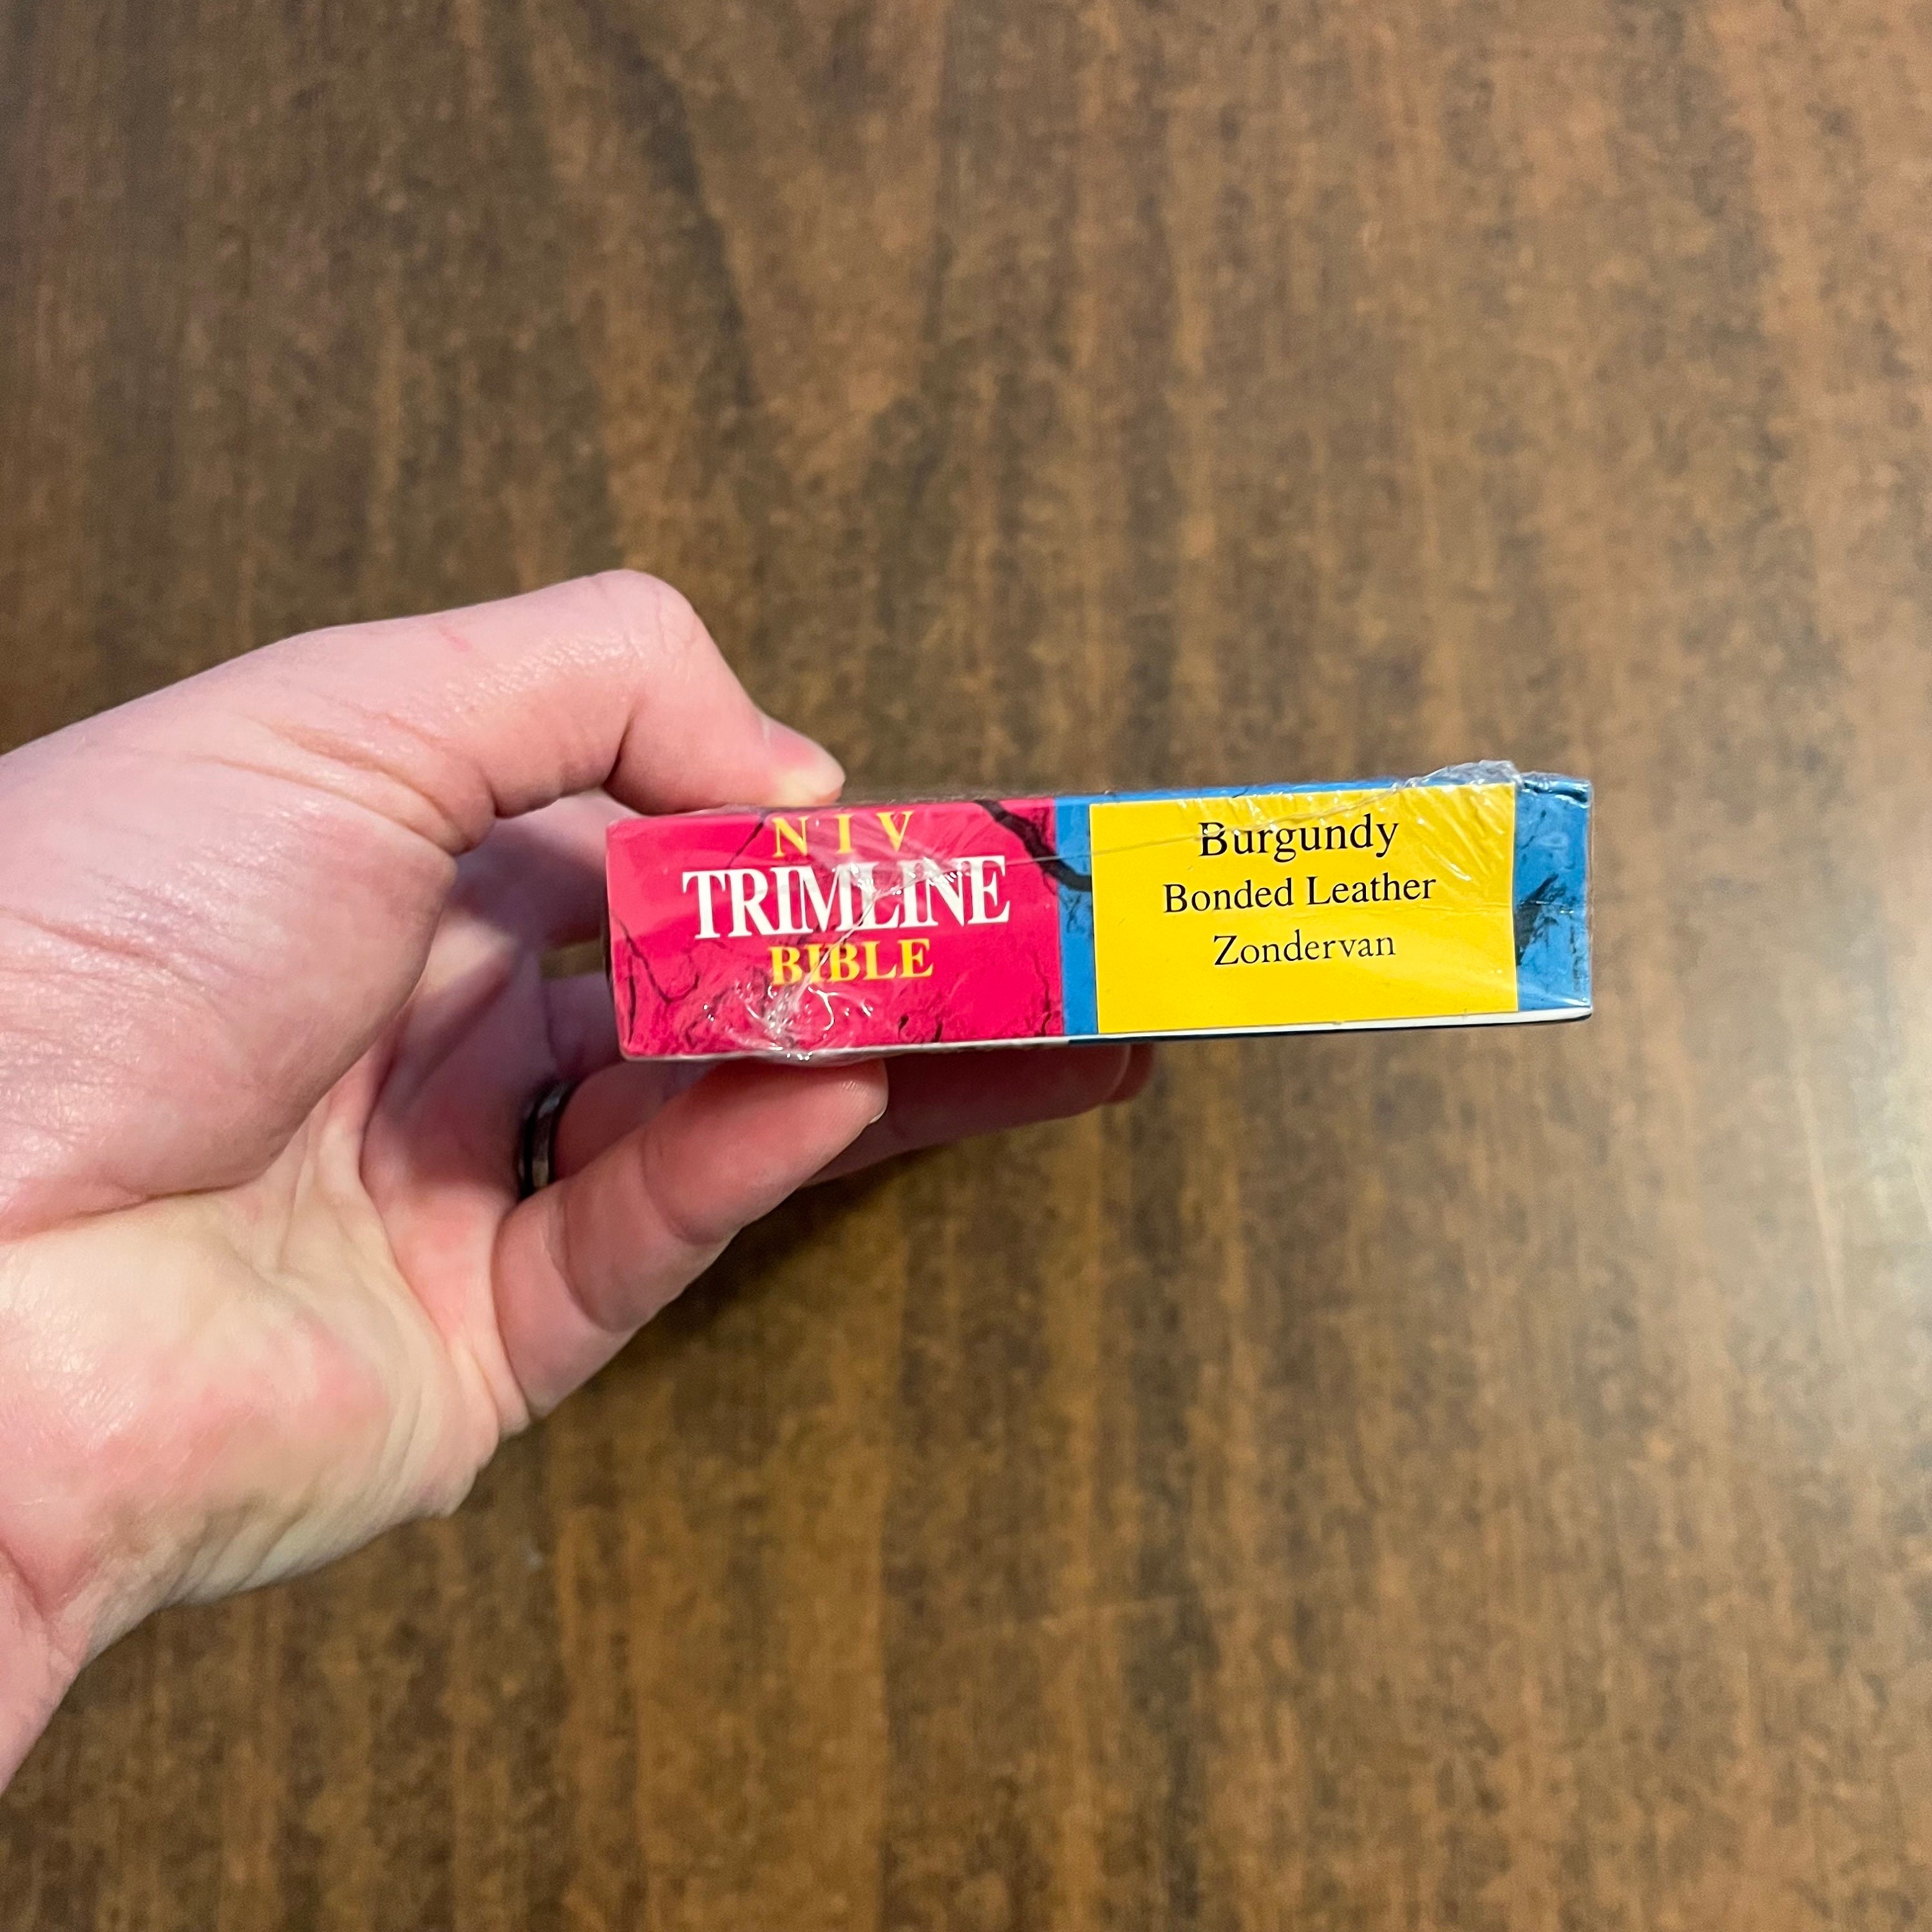 NIV
TRIMLINE
BIBLE
Burgundy
Bonded Leather
Zondervan